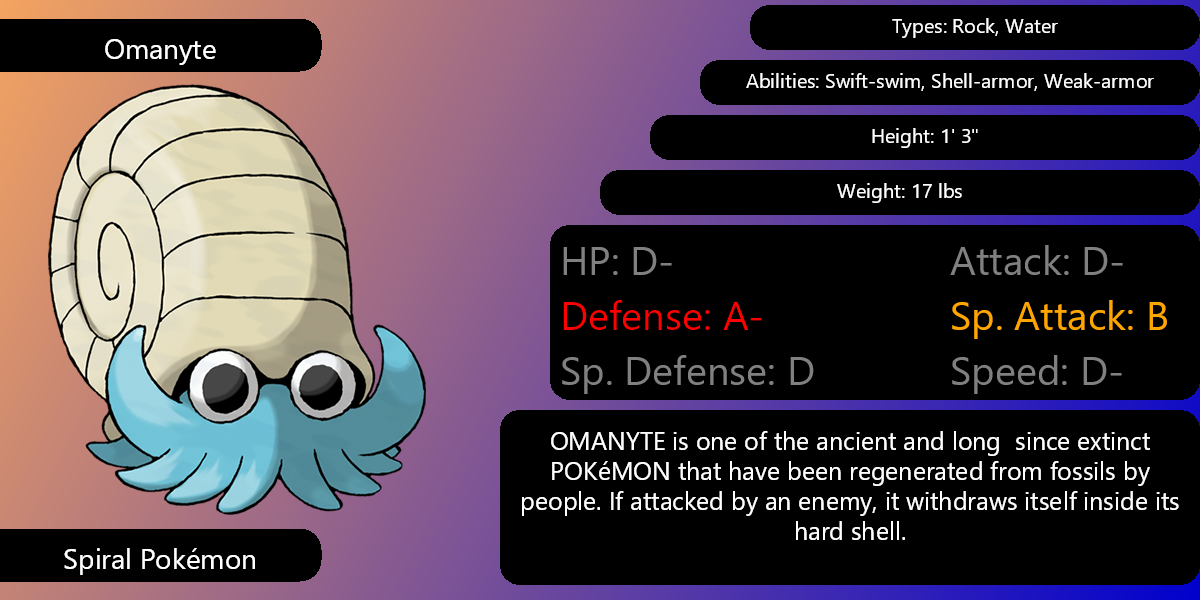 Omanyte
Types: Rock, Water
Abilities: Swift-swim, Shell-armor, Weak-armor
Height: 1' 3"
Weight: 17 lbs
HP: D-
Attack: D-
Defense: A-
Sp. Attack: B
Sp. Defense: D
Speed: D-
OMANYTE is one of the ancient and long  since extinct
POKéMON that have been regenerated from fossils by
people. If attacked by an enemy, it withdraws itself inside its
hard shell.
Spiral Pokémon